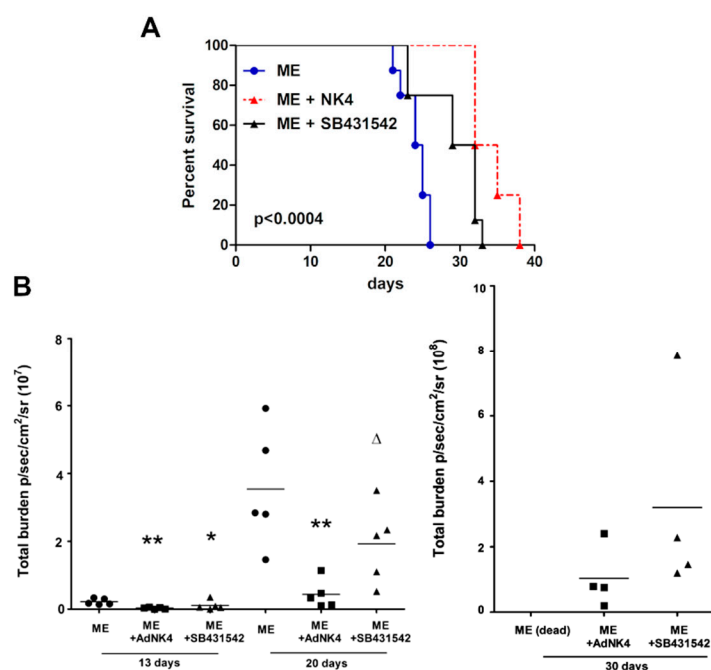 A
100
80
60
40
20
0
Percent survival
ME
ME + NK4
ME + SB431542
p<0.0004
0 10 20 30 40
days
B
Total burden p/sec/cm²/sr (10⁷)
8
6
4
2
0
**
*
**
Δ
ME
ME
+AdNK4
ME
+SB431542
ME
ME
+AdNK4
ME
+SB431542
13 days
20 days
Total burden p/sec/cm²/sr (10⁸)
10
8
6
4
2
0
ME (dead)
ME
+AdNK4
ME
+SB431542
30 days